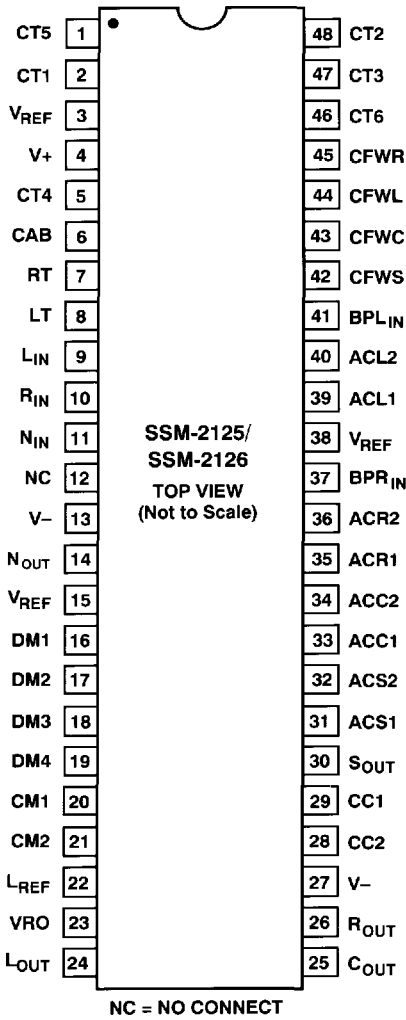 CT5 1 48 CT2
CT1 2 47 CT3
VREF 3 46 CT6
V+ 4 45 CFWR
CT4 5 44 CFWL
CAB 6 43 CFWC
RT 7 42 CFWS
LT 8 41 BPLIN
LIN 9 40 ACL2
RIN 10 39 ACL1
NIN 11 38 VREF
NC 12 37 BPRIN
V– 13 36 ACR2
NOUT 14 35 ACR1
VREF 15 34 ACC2
DM1 16 33 ACC1
DM2 17 32 ACS2
DM3 18 31 ACS1
DM4 19 30 SOUT
CM1 20 29 CC1
CM2 21 28 CC2
LREF 22 27 V–
VRO 23 26 ROUT
LOUT 24 25 COUT
SSM-2125/
SSM-2126
TOP VIEW
(Not to Scale)
NC = NO CONNECT